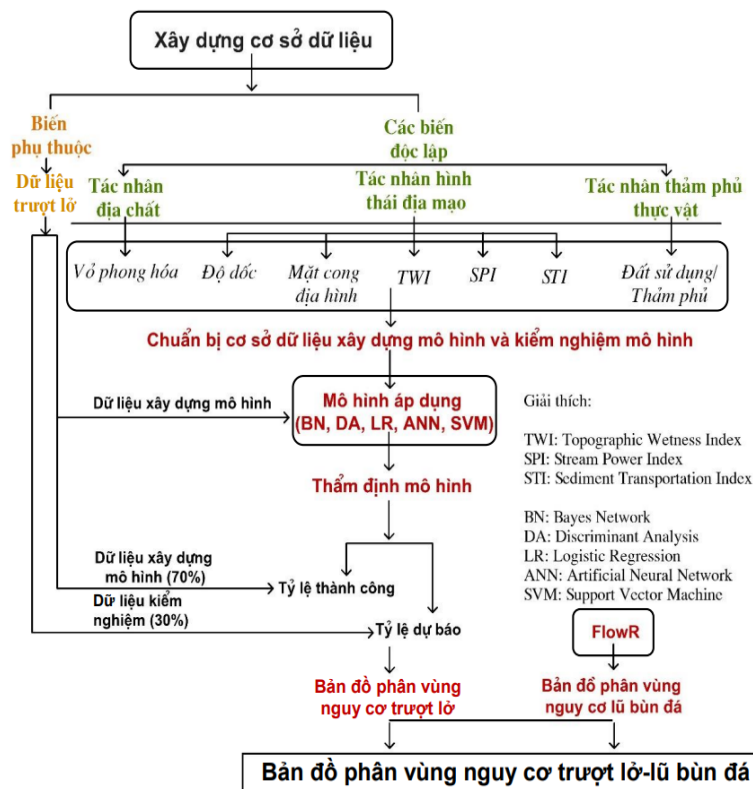 Xây dựng cơ sở dữ liệu
Biến
phụ thuộc
Các biến
độc lập
Dữ liệu
trượt lở
Tác nhân
địa chất
Tác nhân hình
thái địa mạo
Tác nhân thảm phủ
thực vật
Vỏ phong hóa
Độ dốc
Mặt cong
địa hình
TWI
SPI
STI
Đất sử dụng/
Thảm phủ
Chuẩn bị cơ sở dữ liệu xây dựng mô hình và kiểm nghiệm mô hình
Dữ liệu xây dựng mô hình
Mô hình áp dụng
(BN, DA, LR, ANN, SVM)
Giải thích:
TWI: Topographic Wetness Index
SPI: Stream Power Index
STI: Sediment Transportation Index
BN: Bayes Network
DA: Discriminant Analysis
LR: Logistic Regression
ANN: Artificial Neural Network
SVM: Support Vector Machine
Thẩm định mô hình
Dữ liệu xây dựng
mô hình (70%)
Tỷ lệ thành công
Dữ liệu kiểm
nghiệm (30%)
Tỷ lệ dự báo
FlowR
Bản đồ phân vùng
nguy cơ trượt lở
Bản đồ phân vùng
nguy cơ lũ bùn đá
Bản đồ phân vùng nguy cơ trượt lở-lũ bùn đá